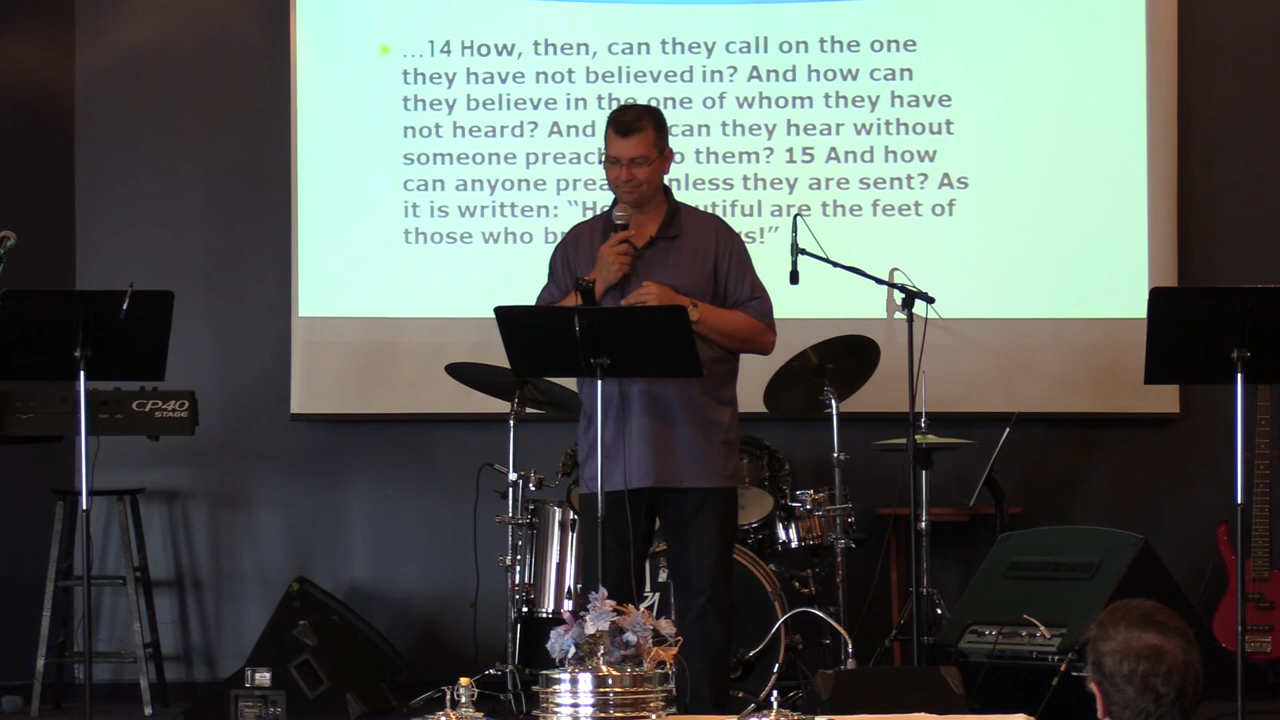 ...14 How, then, can they call on the one
they have not believed in? And how can
they believe in the one of whom they have
not heard? And can they hear without
someone preach o them? 15 And how
can anyone prea nless they are sent? As
it is written: “Ho utiful are the feet of
those who br s!”
CP40
STAGE